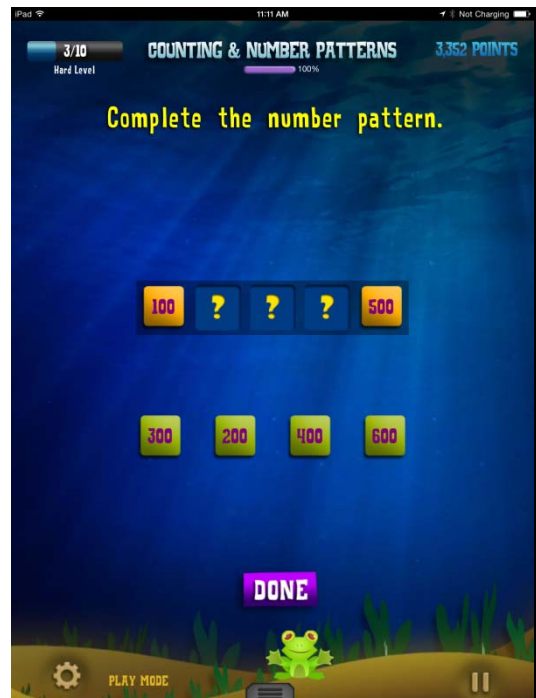 iPad 11:11 AM Not Charging
3/10 COUNTING & NUMBER PATTERNS 3,352 POINTS
Hard Level 100%
Complete the number pattern.
100 ? ? ? 500
300 200 400 600
DONE
PLAY MODE